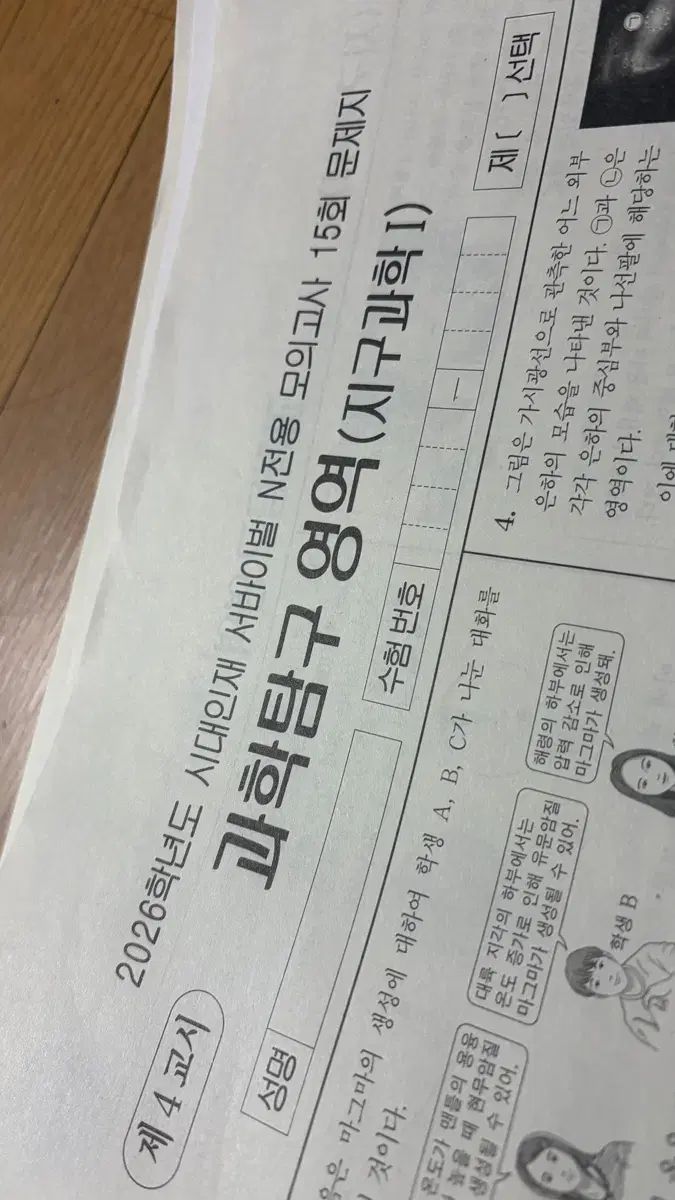 2026학년도 시대인재 서바이벌 N전용 모의고사 15회 문제지
제 4 교시
과학탐구 영역(지구과학 I)
성명
수험 번호
─
제 [ ] 선택
은 마그마의 생성에 대하여 학생 A, B, C가 나눈 대화를
것이다.
온도가 맨틀의 용융
높을 때 현무암질
생성될 수 있어.
대륙 지각의 하부에서는
온도 증가로 인해 유문암질
마그마가 생성될 수 있어.
해령의 하부에서는
압력 감소로 인해
마그마가 생성돼.
학생 B
4. 그림은 가시광선으로 관측한 어느 외부
은하의 모습을 나타낸 것이다. ㉠과 ㉡은
각각 은하의 중심부와 나선팔에 해당하는
영역이다.
이에 대한
㉠